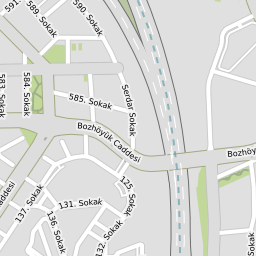 591.
589. Sokak
583. Sokak
584. Sokak
585. Sokak
Serdar Sokak
Bozhöyük Caddesi
Bozhöy
Caddesi
125. Sokak
131. Sokak
137. Sokak
136. Sokak
132. Sokak